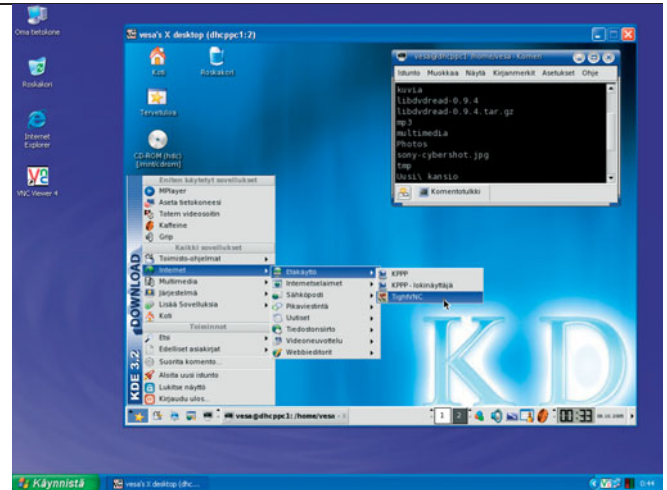 Oma tietokone
Roskakori
Internet
Explorer
VNC Viewer 4
vesa's X desktop (dhcppc1:2)
Koti
Roskakori
Tervetuloa
CD-ROM (hdc)
[/mnt/cdrom]
vesa@dhcppc1: /home/vesa - Komen
Istunto Muokkaa Näytä Kirjanmerkit Asetukset Ohje
kuvia
libdvdread-0.9.4
libdvdread-0.9.4.tar.gz
mp3
multimedia
Photos
sony-cybershot.jpg
tmp
Uusi\ kansio
Komentotulkki
Eniten käytetyt sovellukset
MPlayer
Aseta tietokoneesi
Totem videosoitin
Kaffeine
Grip
Kaikki sovellukset
Toimisto-ohjelmat
Internet
Multimedia
Järjestelmä
Lisää Sovelluksia
Koti
Toiminnot
Etsi
Edelliset asiakirjat
Suorita komento...
Aloita uusi istunto
Lukitse näyttö
Kirjaudu ulos...
KDE 3.2 DOWNLOAD
Etäkäyttö
Internetselaimet
Sähköposti
Pikaviestintä
Uutiset
Tiedostonsiirto
Videoneuvottelu
Webbieditorit
KPPP
KPPP - lokinäyttäjä
TightVNC
KD
vesa@dhcppc1: /home/vesa -
1 2
Käynnistä
vesa's X desktop (dhc...
0:44